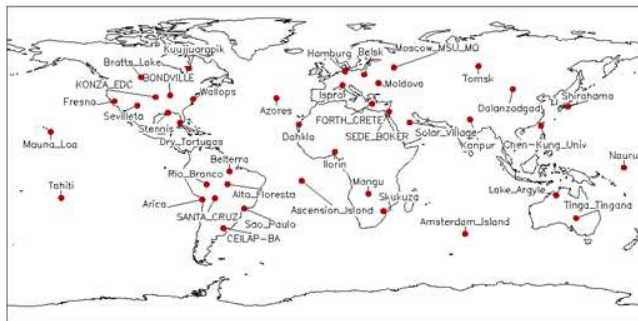 Kuujjuarapik
Hamburg
Belsk
Moscow_MSU_MO
Bratts_Lake
BONDVILLE
KONZA_EDC
Wallops
Tomsk
Moldova
Shirahama
Fresno
Azores
Ispra
Dalanzadgad
Sevilleta
FORTH_CRETE
Stennis
Dahkla
SEDE_BOKER
Solar_Village
Mauna_Loa
Dry_Tortugas
Kanpur
Chen-Kung_Univ
Belterra
Ilorin
Nauru
Rio_Branco
Tahiti
Alta_Floresta
Mangu
Lake_Argyle
Arica
Ascension_Island
Skukuza
SANTA_CRUZ
Tinga_Tingana
Sao_Paulo
Amsterdam_Island
CEILAP-BA